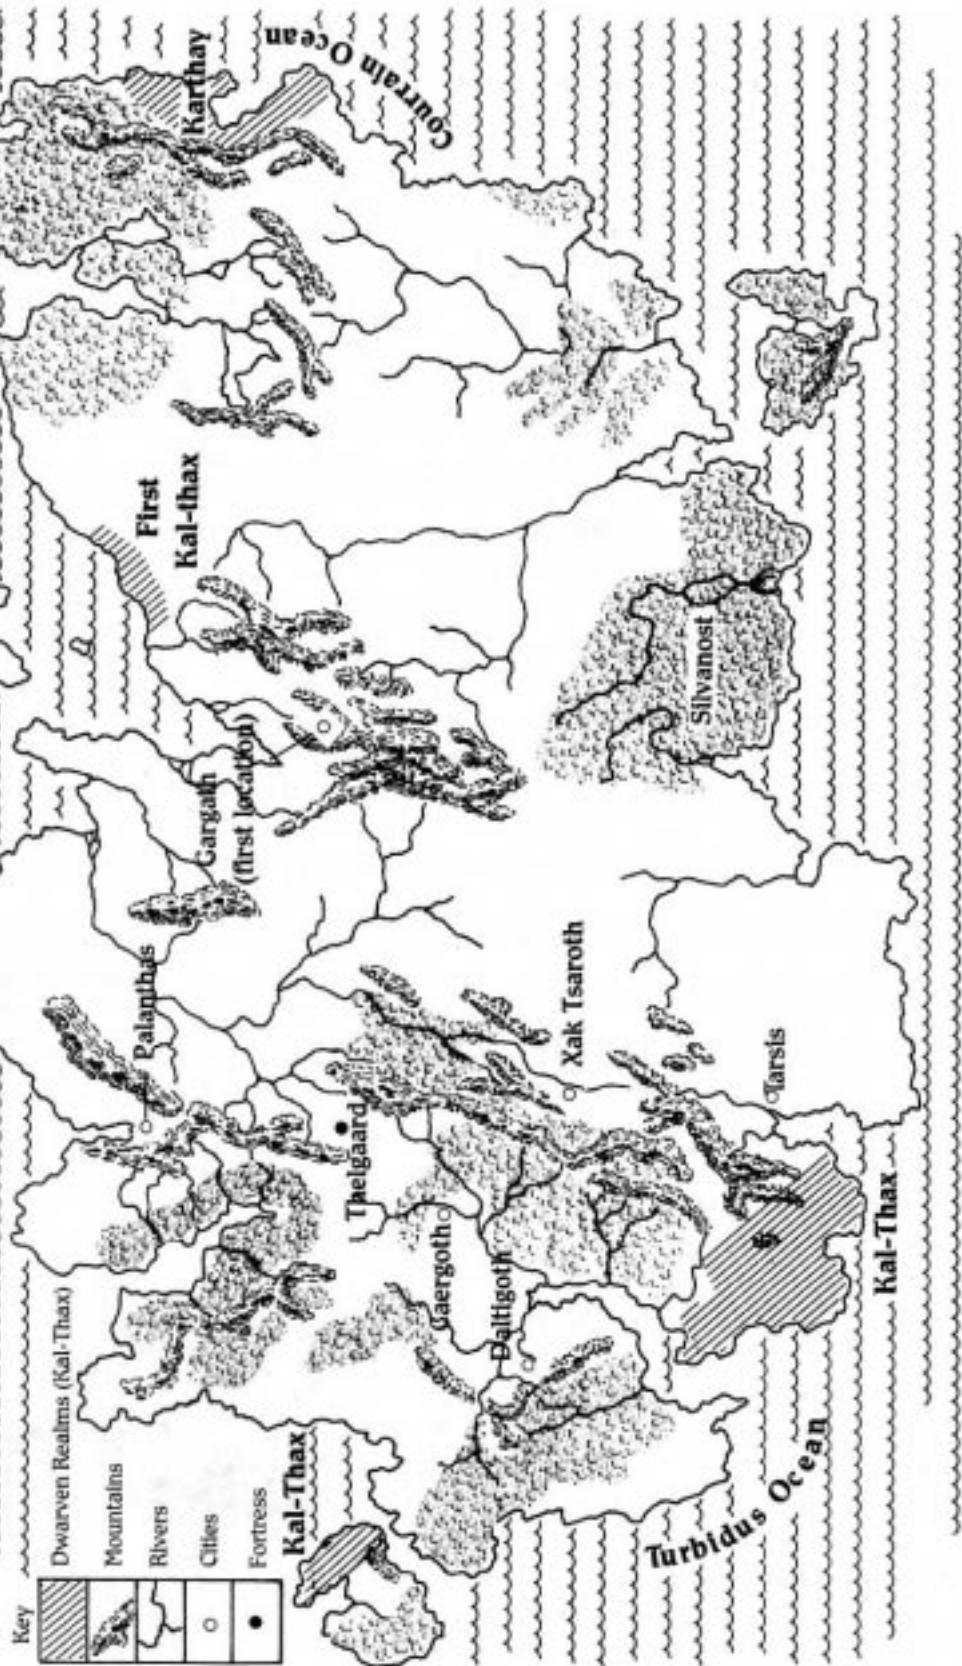 Key
Dwarven Realms (Kal-Thax)
Mountains
Rivers
Cities
Fortress
Kal-Thax
Turbidus Ocean
Palanthas
Thelgaard
Caergoth
Daltigoth
Xak Tsaroth
Tarsis
Kal-Thax
Gargath
(first location)
First
Kal-thax
Silvanost
Karthay
Courrain Ocean